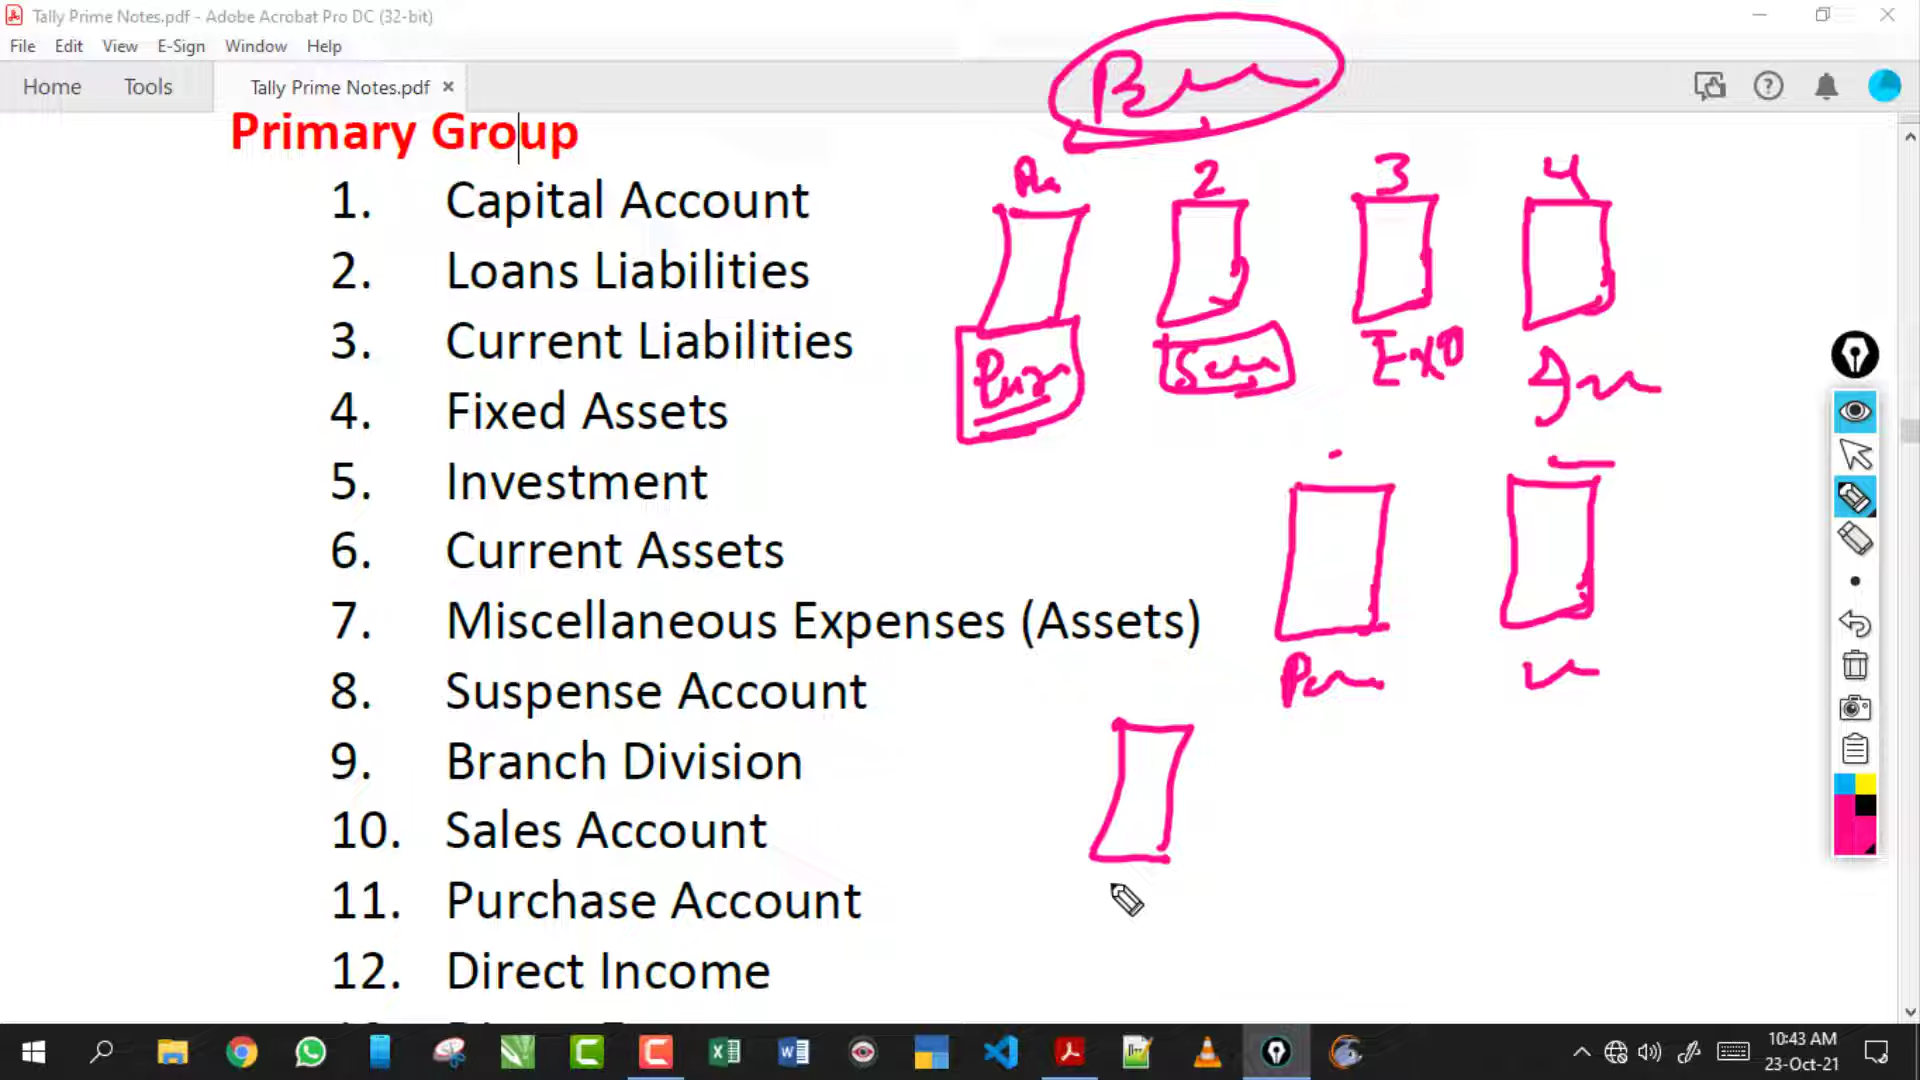 Tally Prime Notes.pdf - Adobe Acrobat Pro DC (32-bit)
File Edit View E-Sign Window Help
Home Tools Tally Prime Notes.pdf ×
Primary Group
1. Capital Account
2. Loans Liabilities
3. Current Liabilities
4. Fixed Assets
5. Investment
6. Current Assets
7. Miscellaneous Expenses (Assets)
8. Suspense Account
9. Branch Division
10. Sales Account
11. Purchase Account
12. Direct Income
2 3 4
Exp
10:43 AM
23-Oct-21